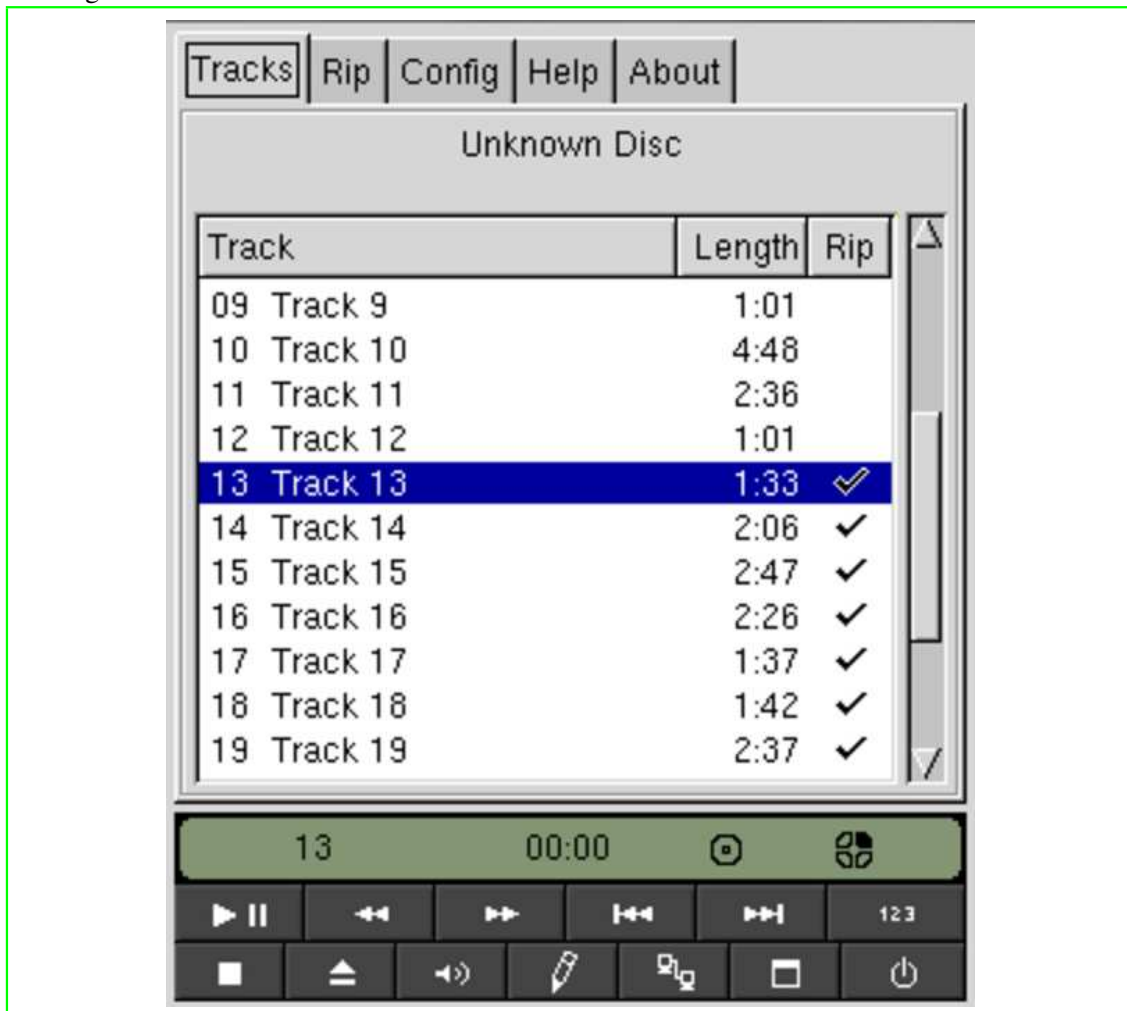 Tracks Rip Config Help About
Unknown Disc
Track Length Rip
09 Track 9 1:01
10 Track 10 4:48
11 Track 11 2:36
12 Track 12 1:01
13 Track 13 1:33
14 Track 14 2:06
15 Track 15 2:47
16 Track 16 2:26
17 Track 17 1:37
18 Track 18 1:42
19 Track 19 2:37
13 00:00
123